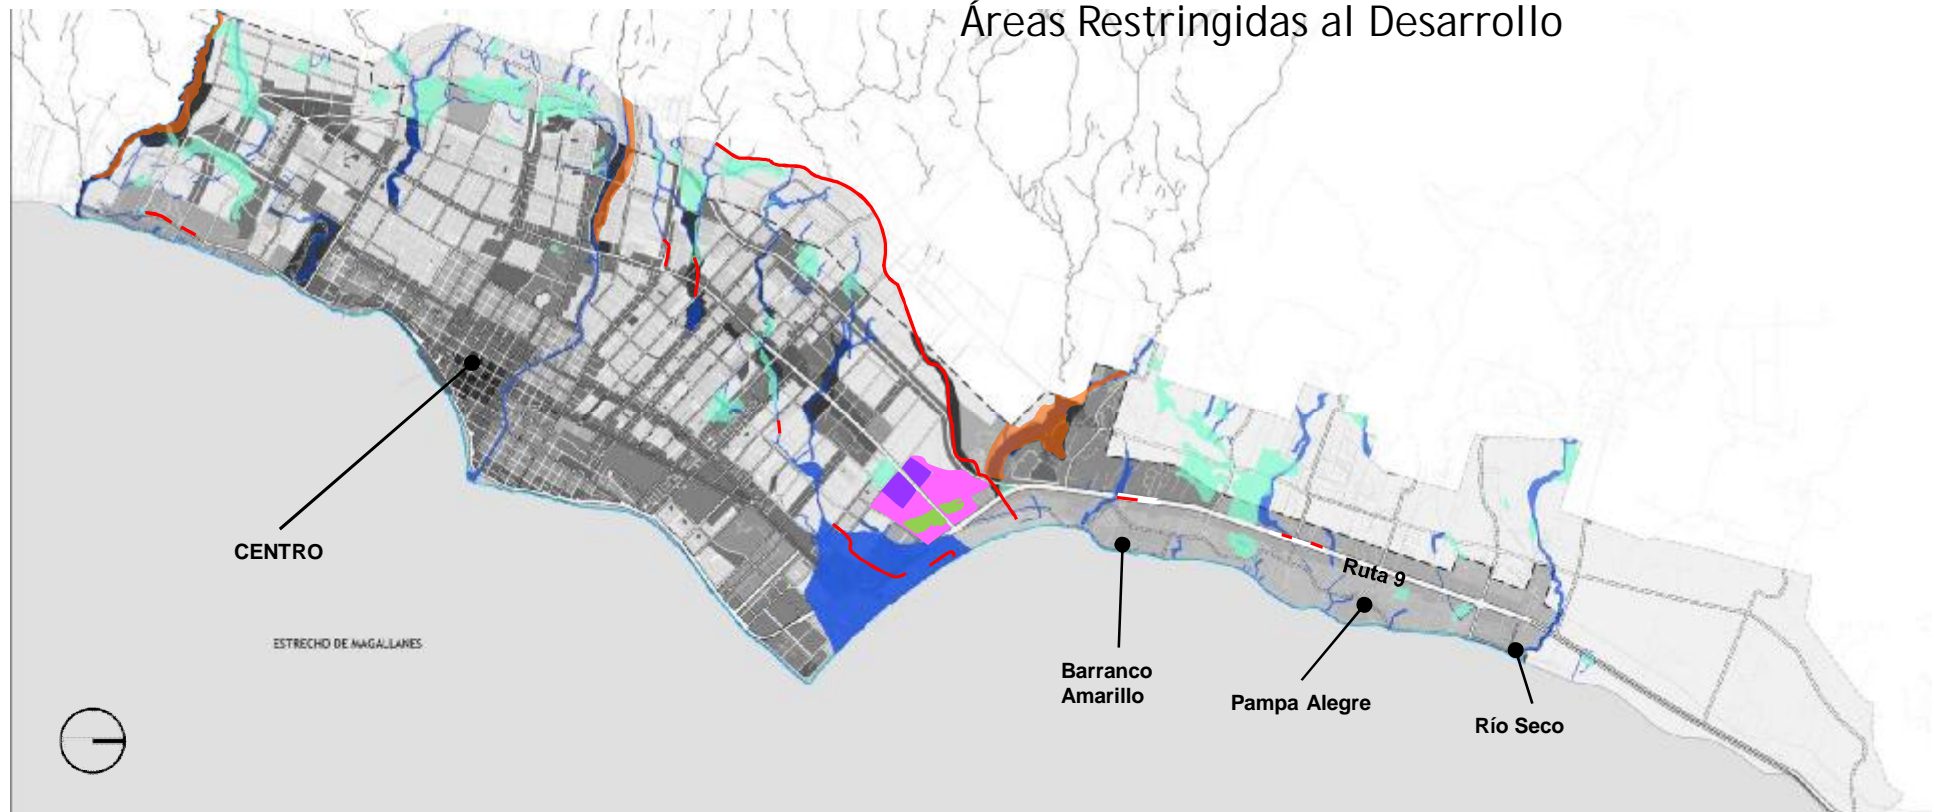 Áreas Restringidas al Desarrollo
CENTRO
Ruta 9
ESTRECHO DE MAGALLANES
Barranco
Amarillo
Pampa Alegre
Río Seco